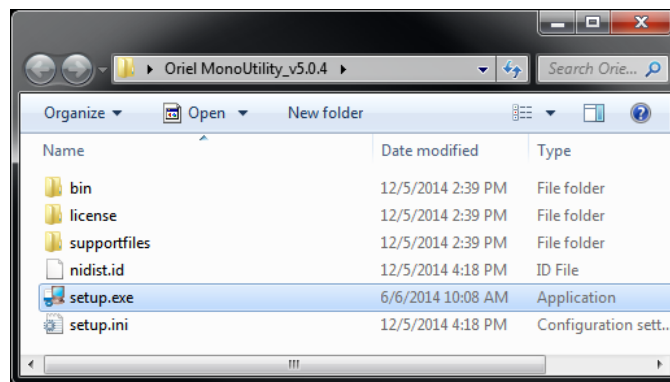 Oriel MonoUtility_v5.0.4
Search Orie...
Organize Open New folder
Name Date modified Type
bin 12/5/2014 2:39 PM File folder
license 12/5/2014 2:39 PM File folder
supportfiles 12/5/2014 2:39 PM File folder
nidist.id 12/5/2014 4:18 PM ID File
setup.exe 6/6/2014 10:08 AM Application
setup.ini 12/5/2014 4:18 PM Configuration sett...